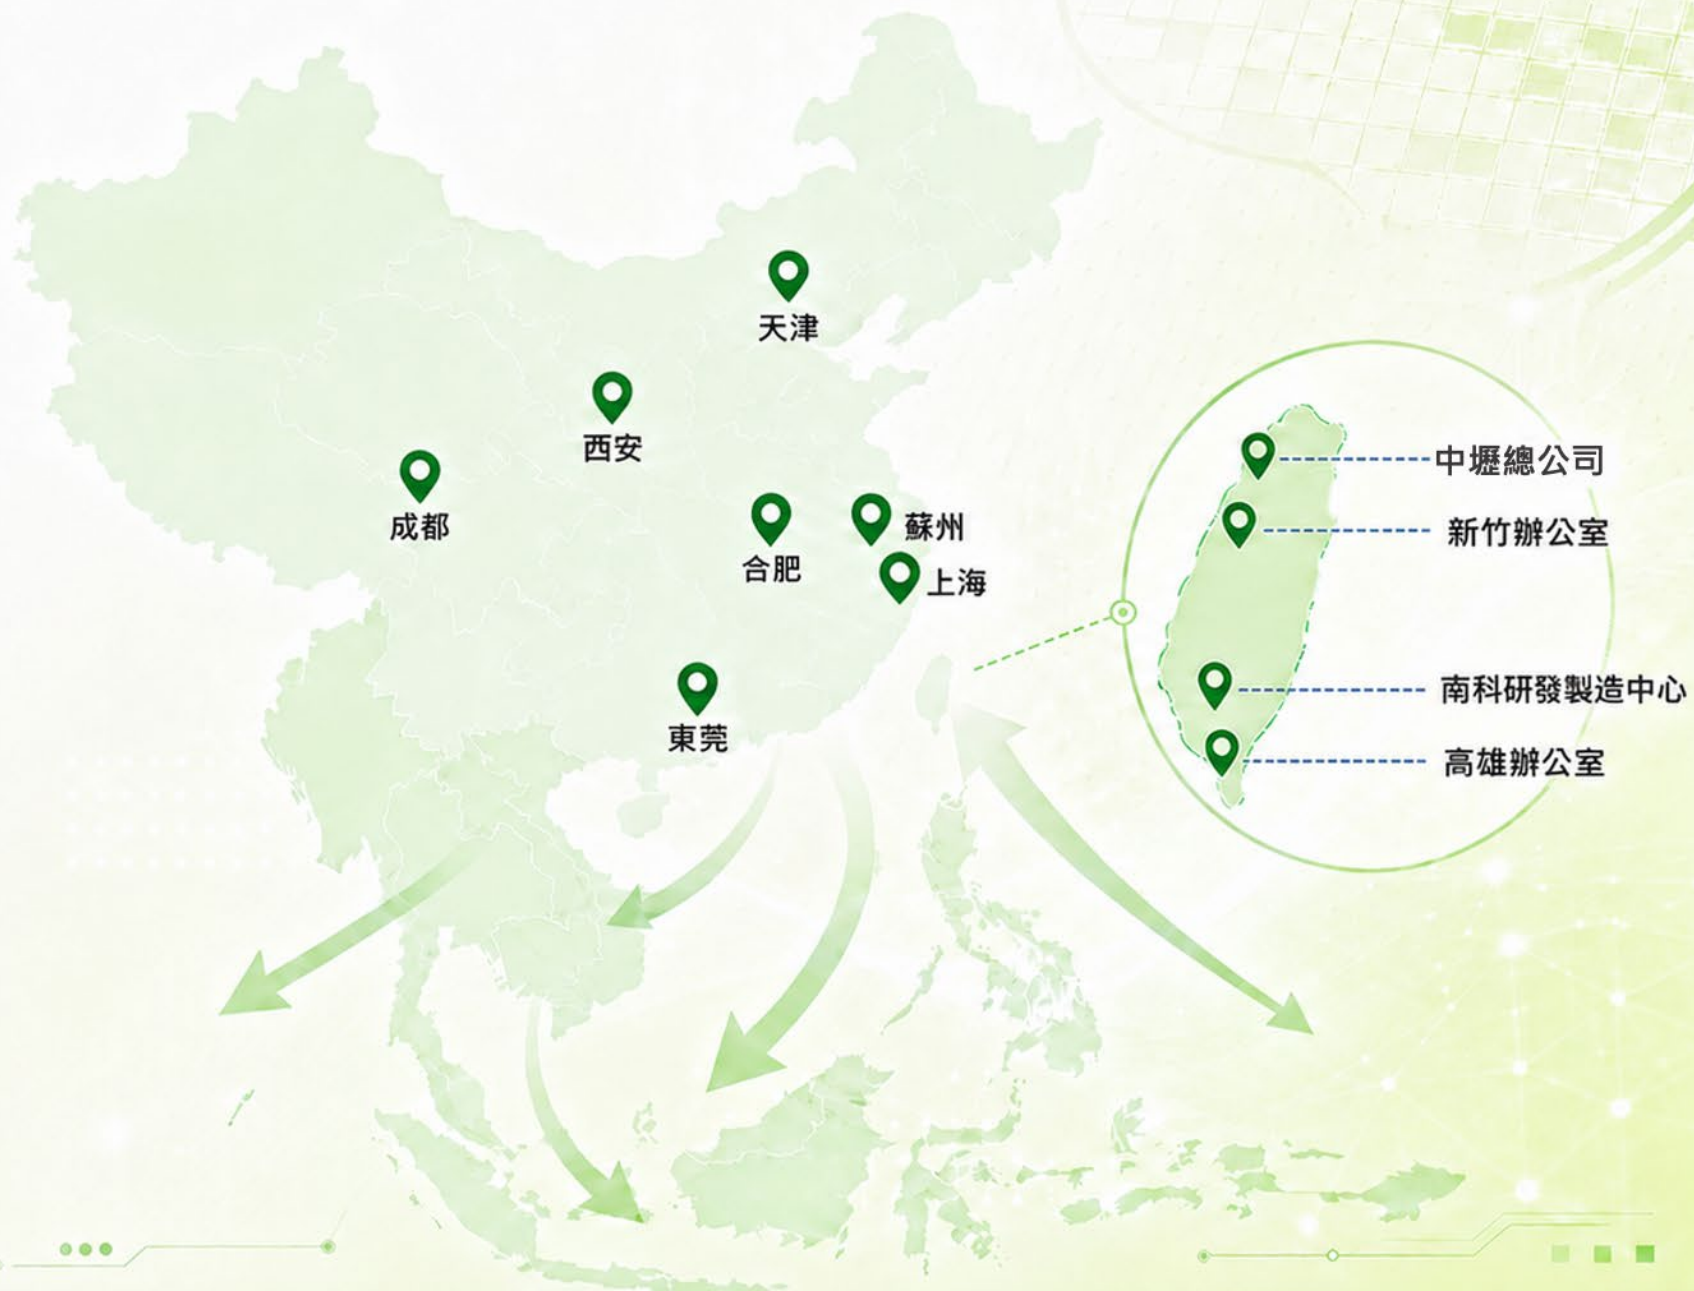 天津
西安
成都
合肥
蘇州
上海
東莞
中壢總公司
新竹辦公室
南科研發製造中心
高雄辦公室